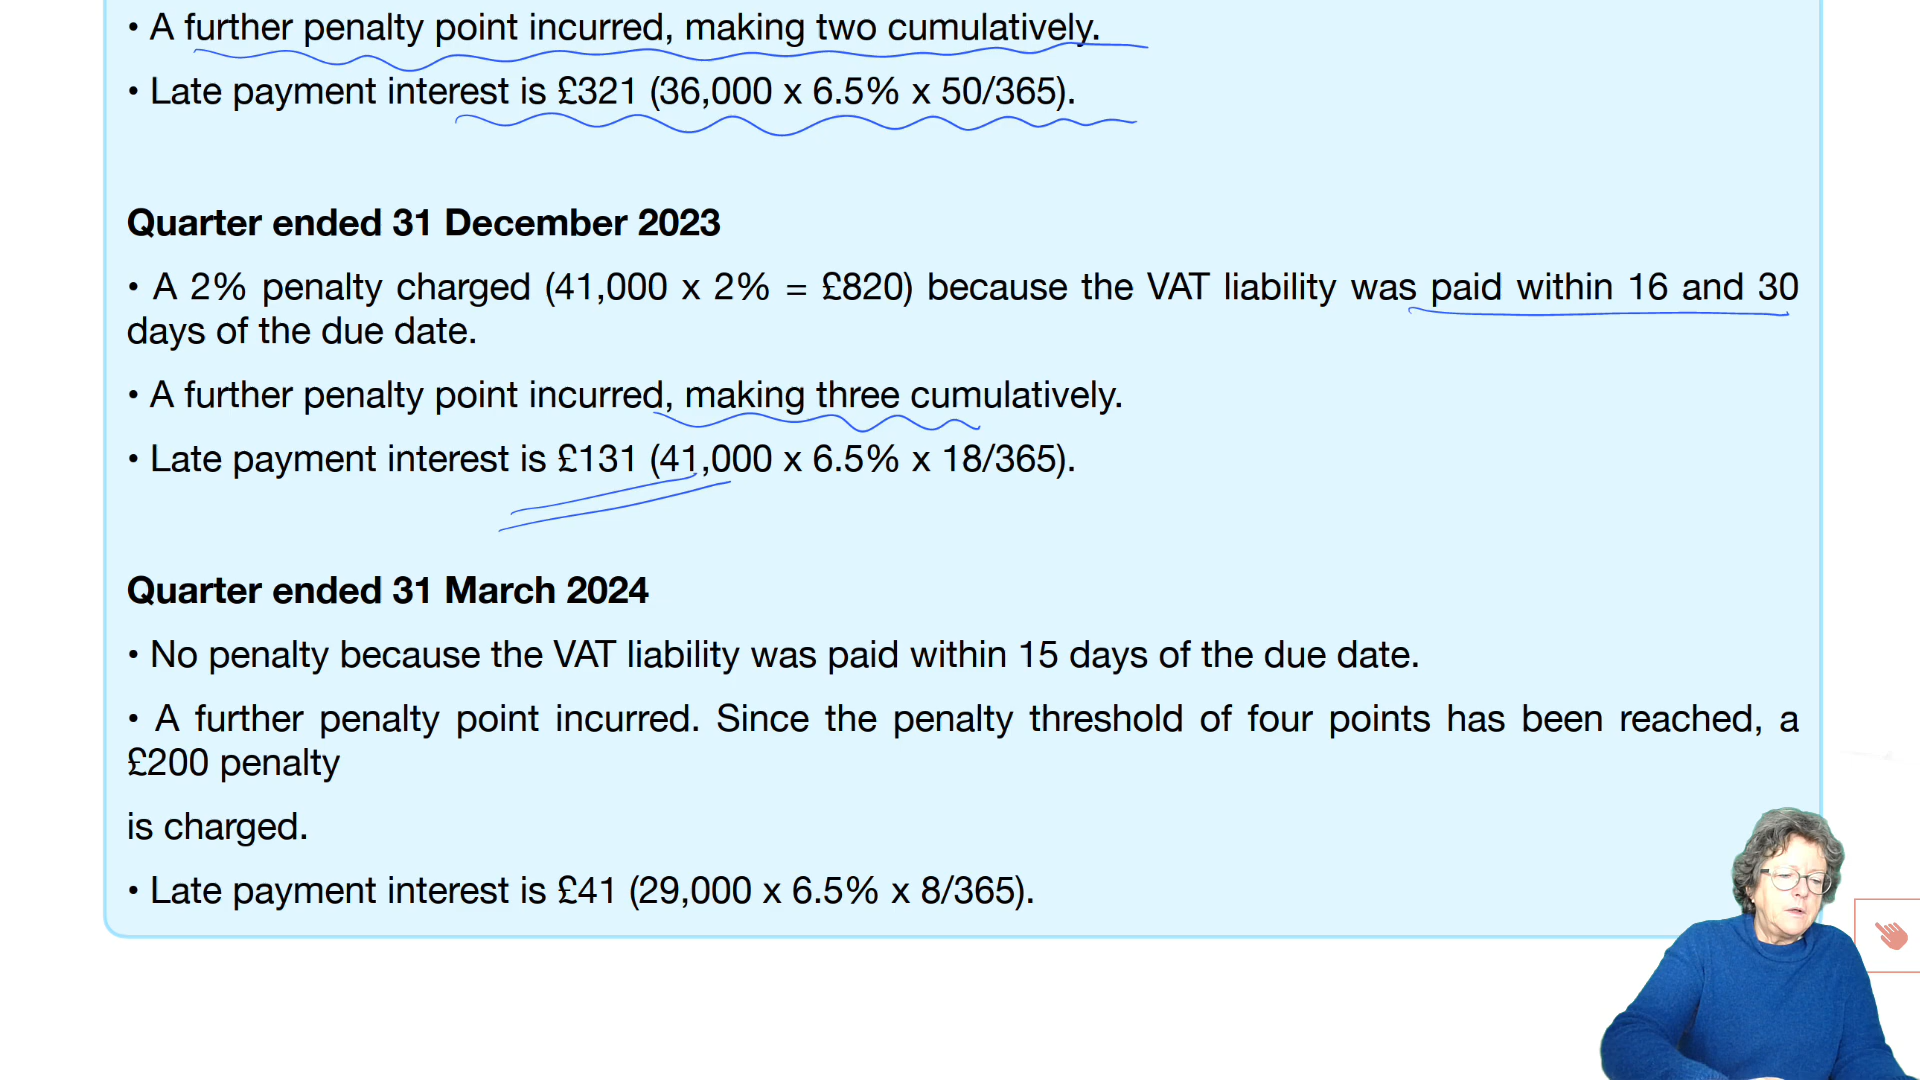 • A further penalty point incurred, making two cumulatively.
• Late payment interest is £321 (36,000 x 6.5% x 50/365).
Quarter ended 31 December 2023
• A 2% penalty charged (41,000 x 2% = £820) because the VAT liability was paid within 16 and 30
days of the due date.
• A further penalty point incurred, making three cumulatively.
• Late payment interest is £131 (41,000 x 6.5% x 18/365).
Quarter ended 31 March 2024
• No penalty because the VAT liability was paid within 15 days of the due date.
• A further penalty point incurred. Since the penalty threshold of four points has been reached, a
£200 penalty
is charged.
• Late payment interest is £41 (29,000 x 6.5% x 8/365).